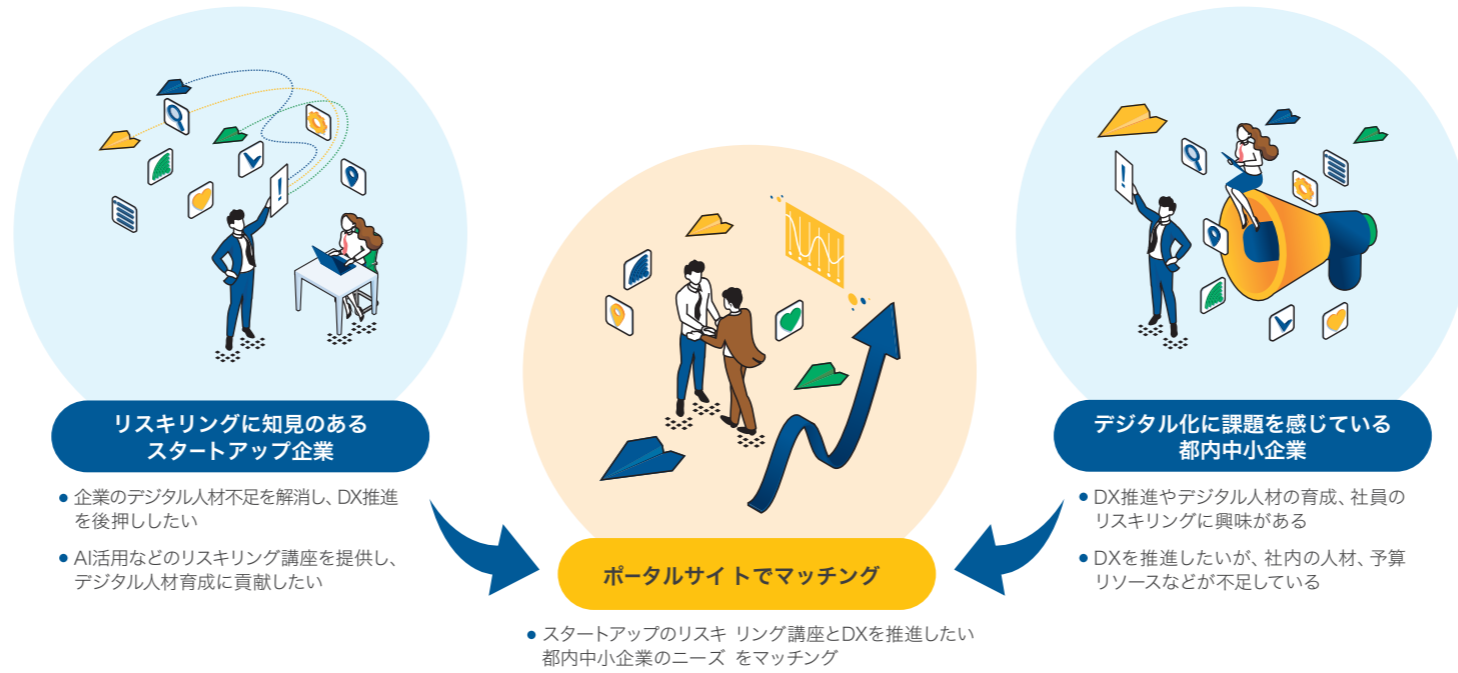 リスキリングに知見のある
スタートアップ企業
● 企業のデジタル人材不足を解消し、DX推進
を後押ししたい
● AI活用などのリスキリング講座を提供し、
デジタル人材育成に貢献したい
ポータルサイトでマッチング
● スタートアップのリスキ リング講座とDXを推進したい
都内中小企業のニーズ をマッチング
デジタル化に課題を感じている
都内中小企業
● DX推進やデジタル人材の育成、社員の
リスキリングに興味がある
● DXを推進したいが、社内の人材、予算
リソースなどが不足している